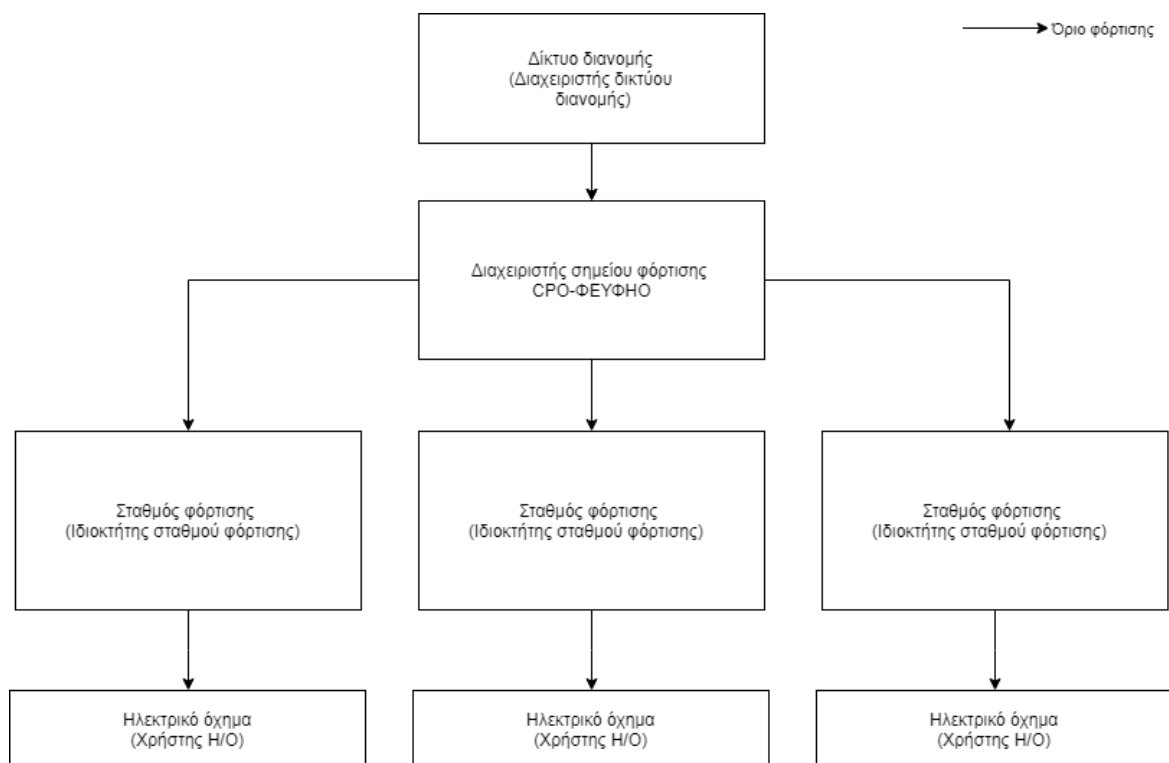 Όριο φόρτισης
Δίκτυο διανομής
(Διαχειριστής δικτύου
διανομής)
Διαχειριστής σημείου φόρτισης
CPO-ΦΕΥΦΗΟ
Σταθμός φόρτισης
(Ιδιοκτήτης σταθμού φόρτισης)
Σταθμός φόρτισης
(Ιδιοκτήτης σταθμού φόρτισης)
Σταθμός φόρτισης
(Ιδιοκτήτης σταθμού φόρτισης)
Ηλεκτρικό όχημα
(Χρήστης Η/Ο)
Ηλεκτρικό όχημα
(Χρήστης Η/Ο)
Ηλεκτρικό όχημα
(Χρήστης Η/Ο)